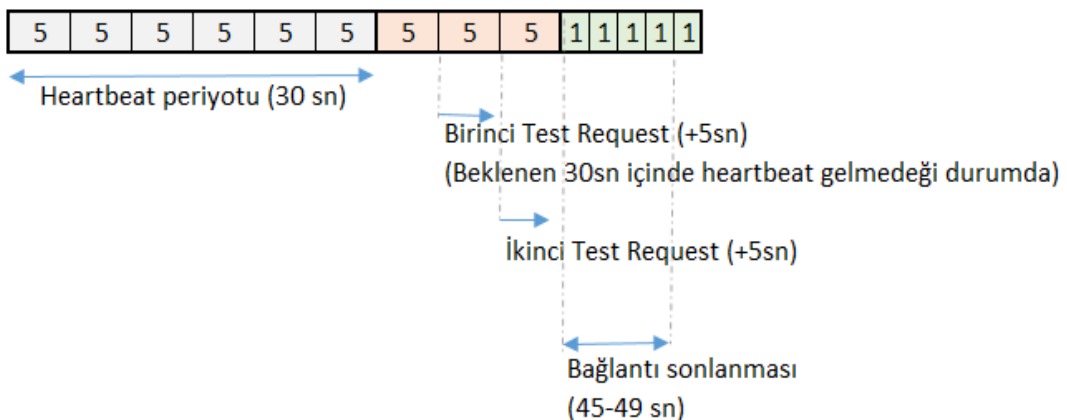 5 5 5 5 5 5 5 5 5 1 1 1 1 1
Heartbeat periyotu (30 sn)
Birinci Test Request (+5sn)
(Beklenen 30sn içinde heartbeat gelmedeği durumda)
İkinci Test Request (+5sn)
Bağlantı sonlanması
(45-49 sn)